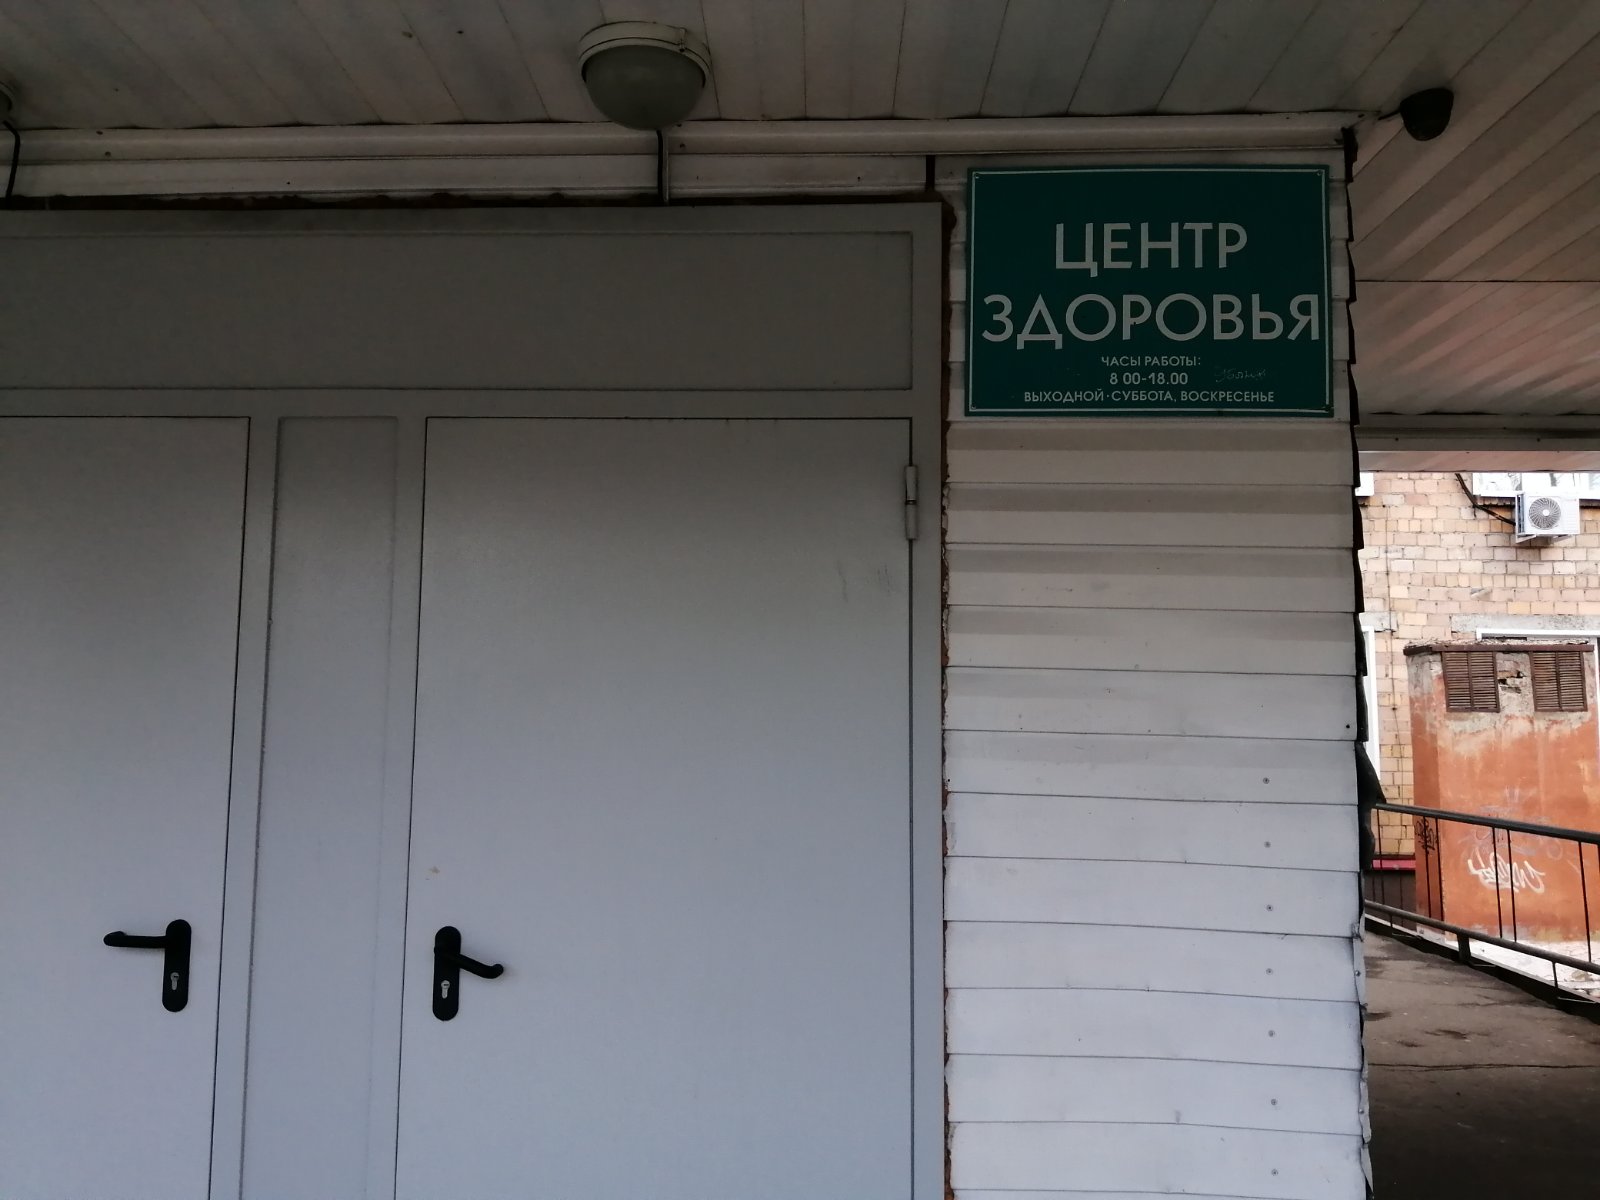 ЦЕНТР
ЗДОРОВЬЯ
ЧАСЫ РАБОТЫ:
8 00-18.00
ВЫХОДНОЙ·СУББОТА, ВОСКРЕСЕНЬЕ